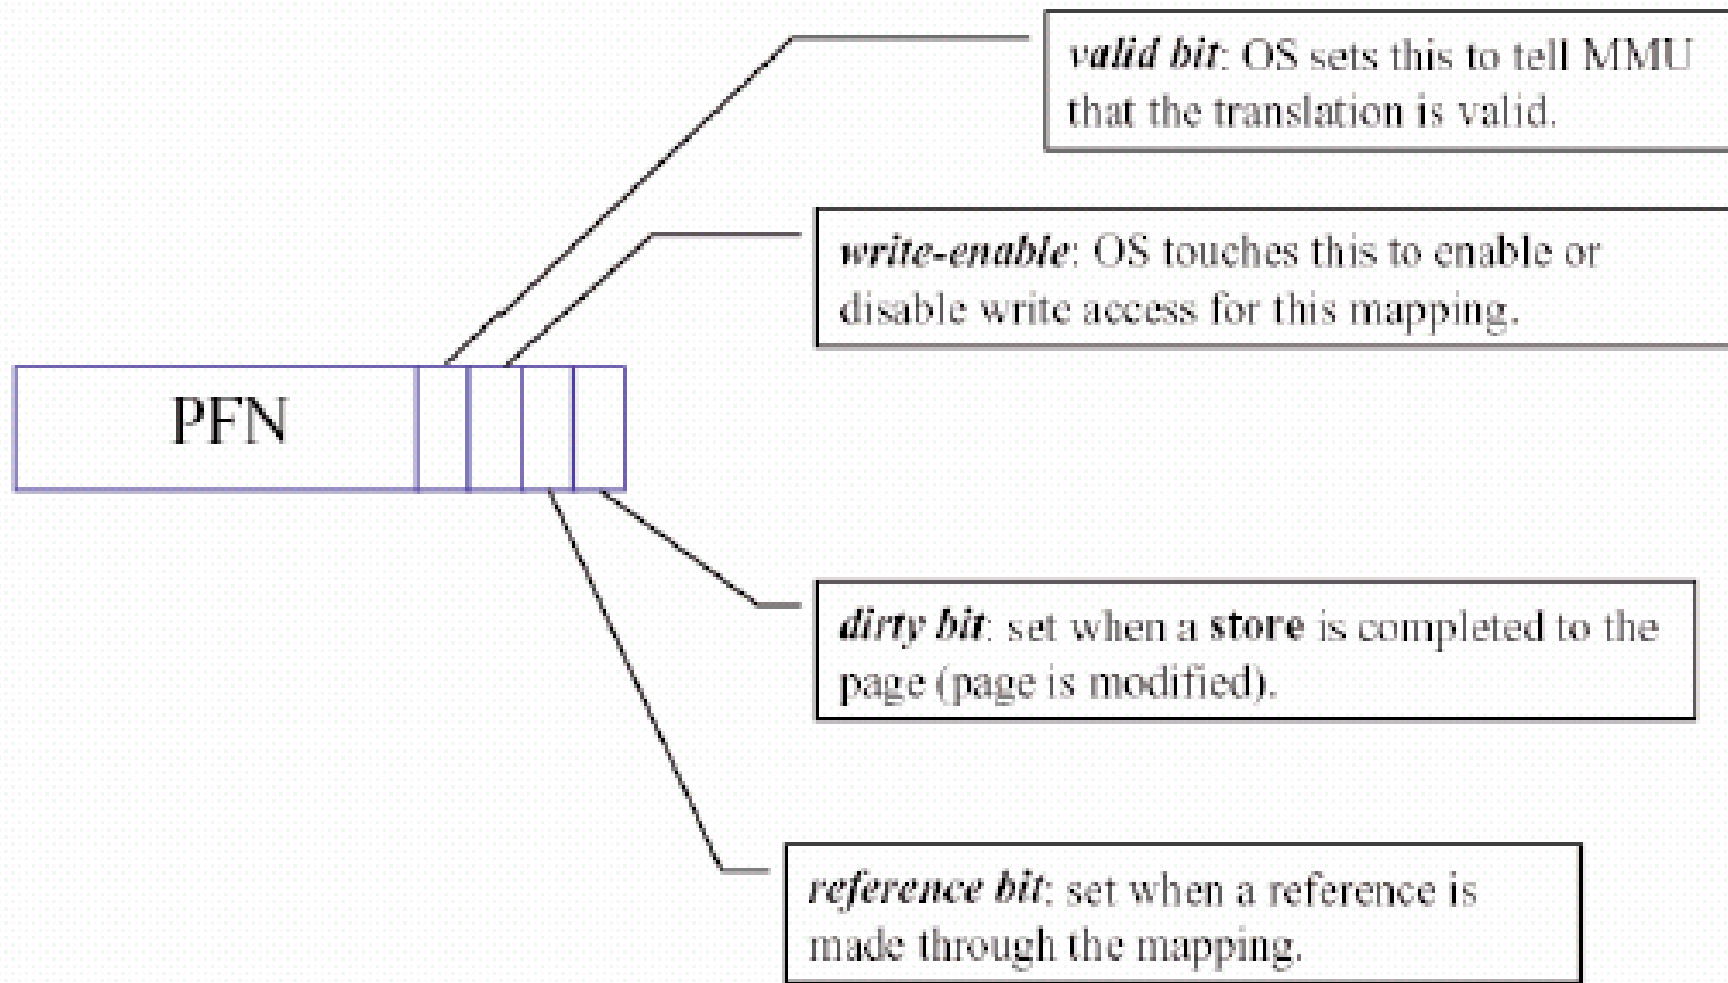 valid bit: OS sets this to tell MMU
that the translation is valid.
write-enable: OS touches this to enable or
disable write access for this mapping.
PFN
dirty bit: set when a store is completed to the
page (page is modified).
reference bit: set when a reference is
made through the mapping.